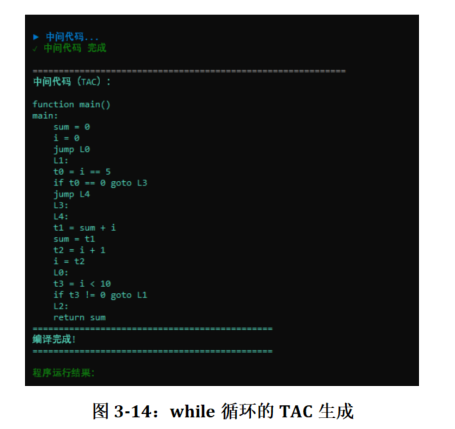 ► 中间代码...
✓ 中间代码 完成
============================================================
中间代码（TAC）：
function main()
main:
sum = 0
i = 0
jump L0
L1:
t0 = i == 5
if t0 == 0 goto L3
jump L4
L3:
L4:
t1 = sum + i
sum = t1
t2 = i + 1
i = t2
L0:
t3 = i < 10
if t3 != 0 goto L1
L2:
return sum
==============================================
编译完成!
==============================================
程序运行结果:
图 3-14：while 循环的 TAC 生成